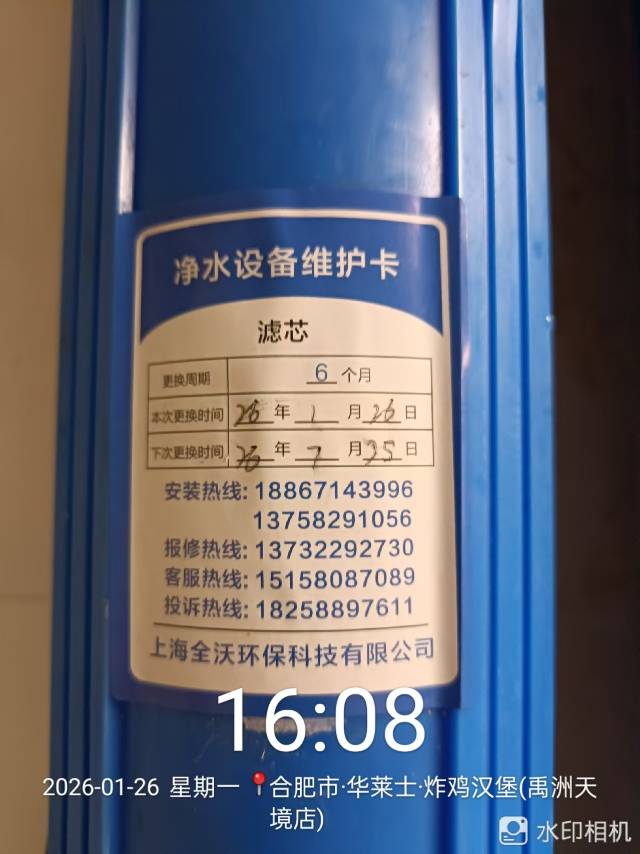 净水设备维护卡
滤芯
更换周期 6 个月
本次更换时间 26 年 1 月 26 日
下次更换时间 26 年 7 月 25 日
安装热线: 18867143996
13758291056
报修热线: 13732292730
客服热线: 15158087089
投诉热线: 18258897611
上海全沃环保科技有限公司
16:08
2026-01-26 星期一 📍合肥市·华莱士·炸鸡汉堡(禹洲天
境店)
水印相机